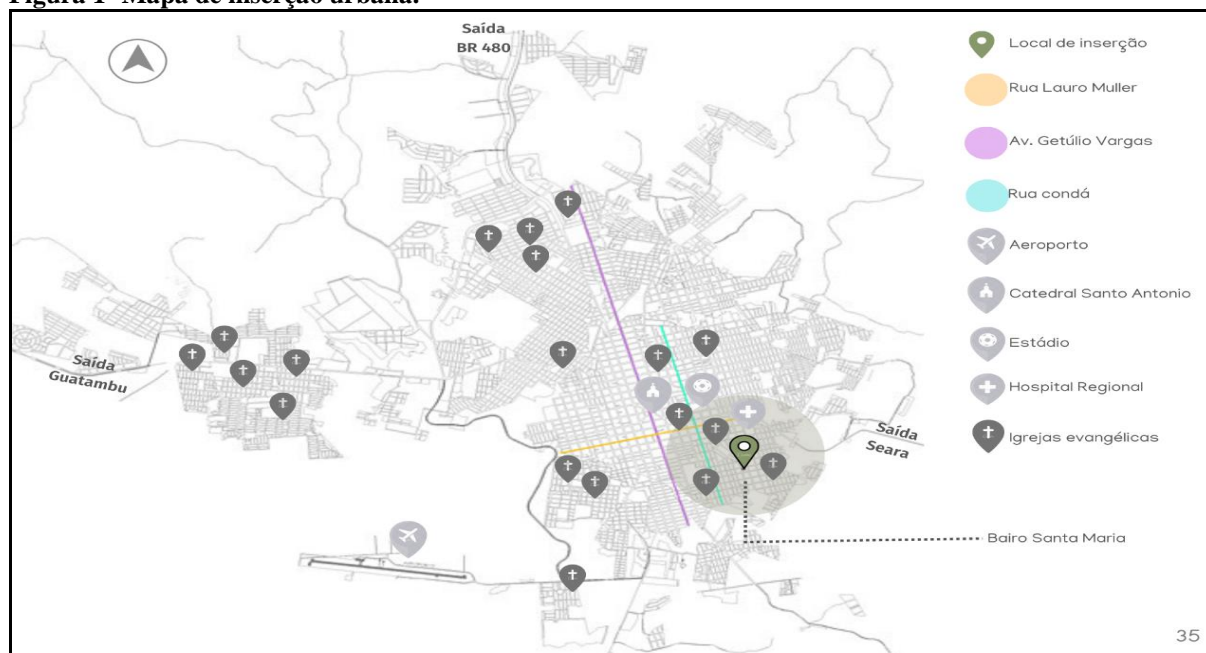 Figura 1- Mapa de inserção urbana.
Saída
BR 480
Local de inserção
Rua Lauro Muller
Av. Getúlio Vargas
Rua condá
Aeroporto
Catedral Santo Antonio
Estádio
Hospital Regional
Igrejas evangélicas
Saída
Guatambu
Saída
Seara
Bairo Santa Maria
35